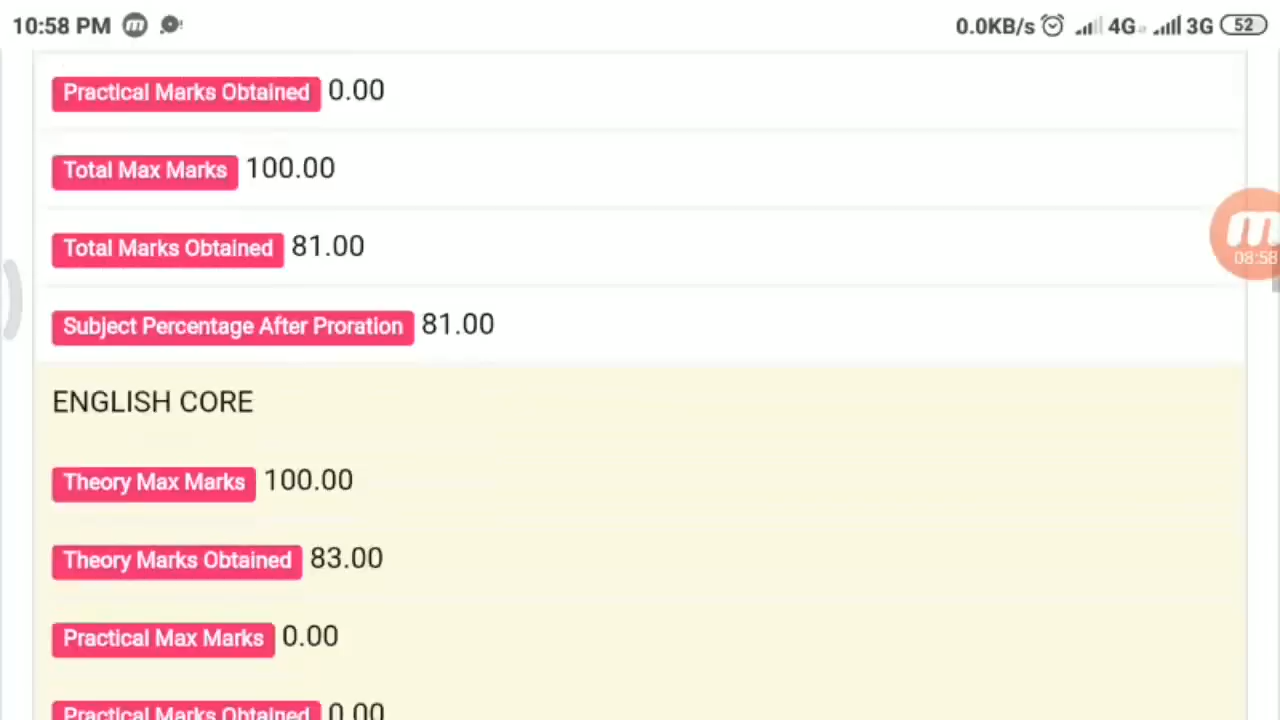 10:58 PM
0.0KB/s 4G 3G 52
Practical Marks Obtained 0.00
Total Max Marks 100.00
Total Marks Obtained 81.00
08:58
Subject Percentage After Proration 81.00
ENGLISH CORE
Theory Max Marks 100.00
Theory Marks Obtained 83.00
Practical Max Marks 0.00
Practical Marks Obtained 0.00